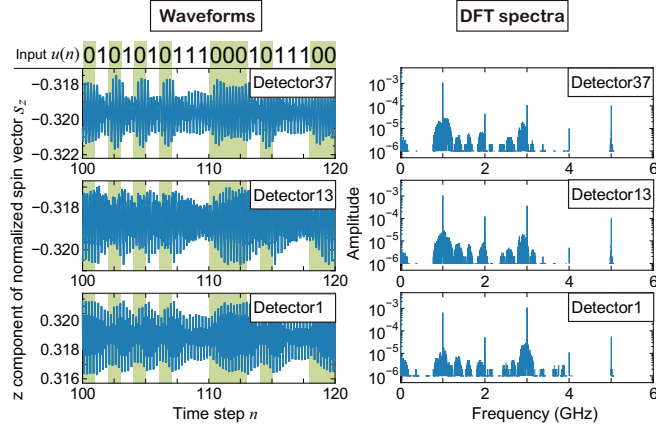 Waveforms
DFT spectra
Input u(n) 01010101110001011100
z component of normalized spin vector s_z
−0.318
−0.320
−0.322
Detector37
100
110
120
−0.318
−0.320
Detector13
100
110
120
0.320
0.318
0.316
Detector1
100
110
120
Time step n
Amplitude
10⁻³
10⁻⁴
10⁻⁵
10⁻⁶
Detector37
0 2 4 6
10⁻³
10⁻⁴
10⁻⁵
10⁻⁶
Detector13
0 2 4 6
10⁻³
10⁻⁴
10⁻⁵
10⁻⁶
Detector1
0 2 4 6
Frequency (GHz)